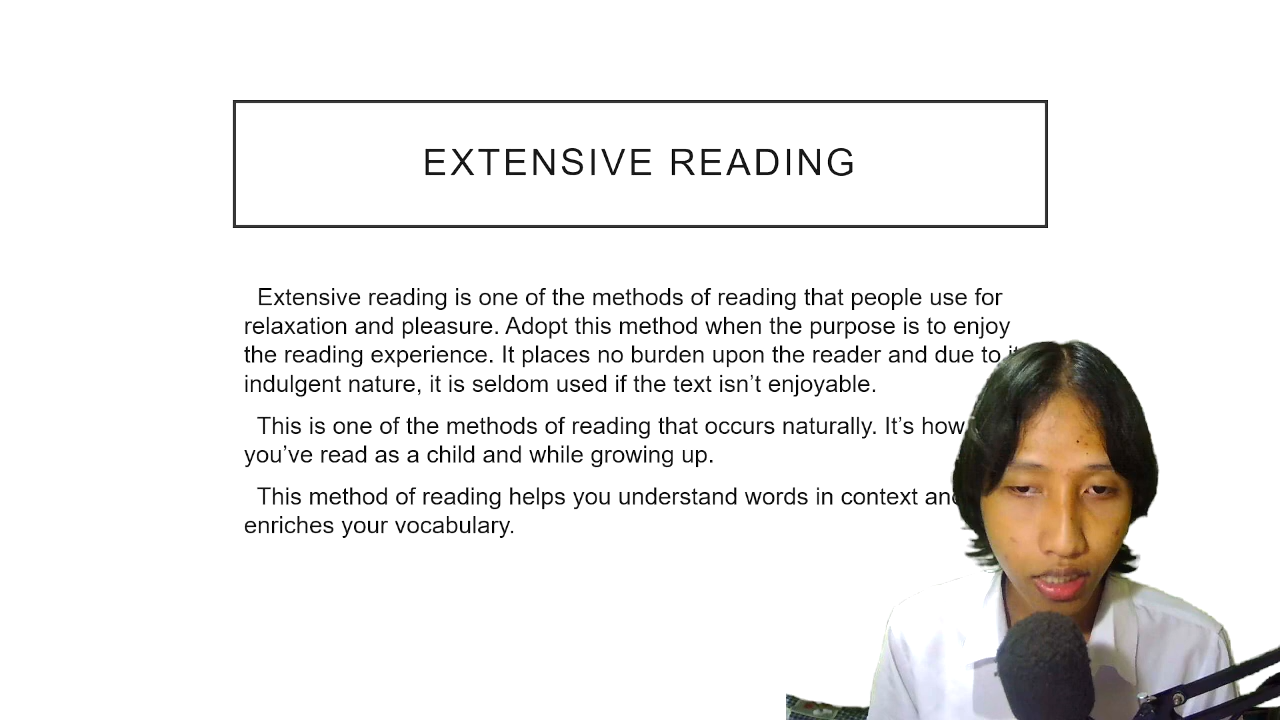 EXTENSIVE READING
Extensive reading is one of the methods of reading that people use for
relaxation and pleasure. Adopt this method when the purpose is to enjoy
the reading experience. It places no burden upon the reader and due to
indulgent nature, it is seldom used if the text isn’t enjoyable.
This is one of the methods of reading that occurs naturally. It’s how
you’ve read as a child and while growing up.
This method of reading helps you understand words in context and
enriches your vocabulary.